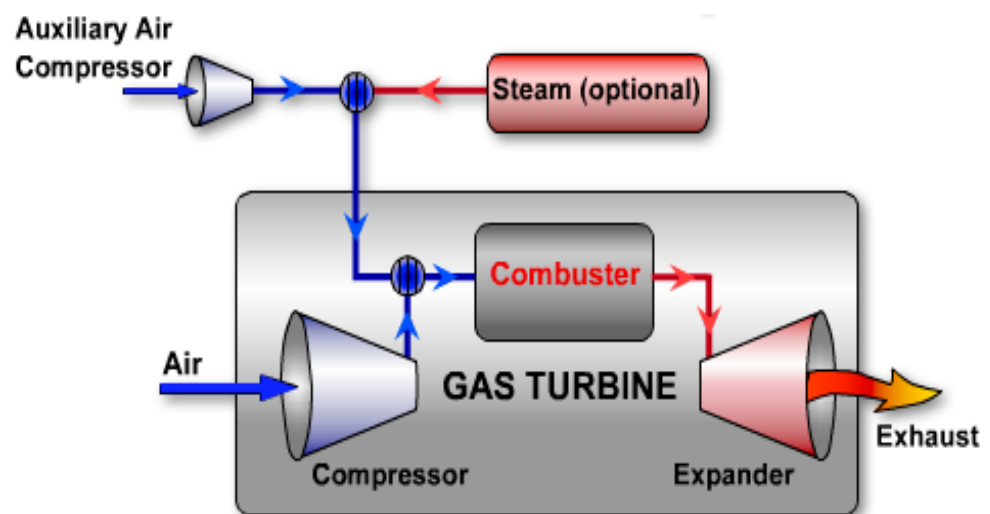 Auxiliary Air
Compressor
Steam (optional)
Combuster
Air
GAS TURBINE
Exhaust
Compressor
Expander